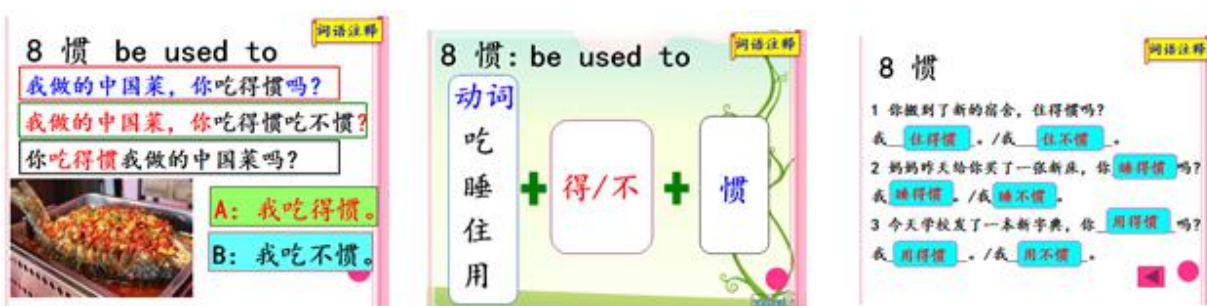 词语注释
8 惯 be used to
我做的中国菜，你吃得惯吗？
我做的中国菜，你吃得惯吃不惯？
你吃得惯我做的中国菜吗？
A：我吃得惯。
B：我吃不惯。
词语注释
8 惯：be used to
动词
吃
睡
住
用
+
得/不
+
惯
词语注释
8 惯
1 你搬到了新的宿舍，住得惯吗？
我 住得惯 。/我 住不惯 。
2 妈妈昨天给你买了一张新床，你 睡得惯 吗？
我 睡得惯 。/我 睡不惯 。
3 今天学校发了一本新字典，你 用得惯 吗？
我 用得惯 。/我 用不惯 。